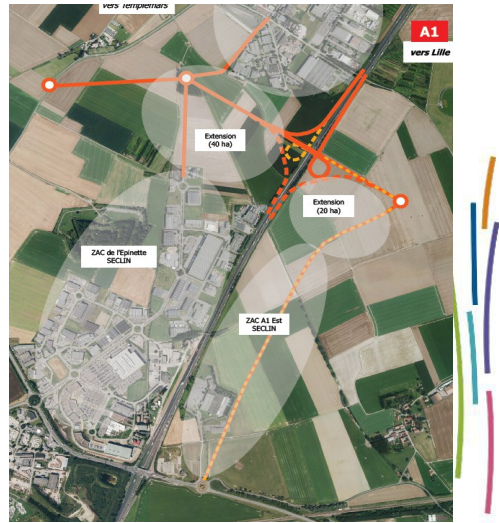 vers Templemars
A1
vers Lille
Extension
(40 ha)
Extension
(20 ha)
ZAC de l'Epinette
SECLIN
ZAC A1 Est
SECLIN